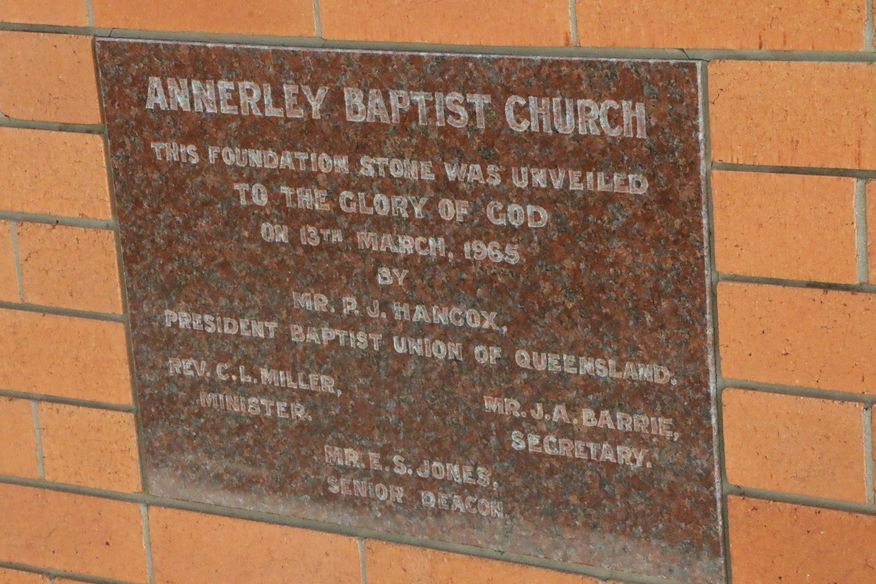 ANNERLEY BAPTIST CHURCH
THIS FOUNDATION STONE WAS UNVEILED
TO THE GLORY OF GOD
ON 13TH MARCH, 1965
BY
MR. P. J. HANCOX,
PRESIDENT BAPTIST UNION OF QUEENSLAND.
REV. C. L. MILLER,
MINISTER.
MR. J. A. BARRIE,
SECRETARY.
MR. E. S. JONES,
SENIOR DEACON